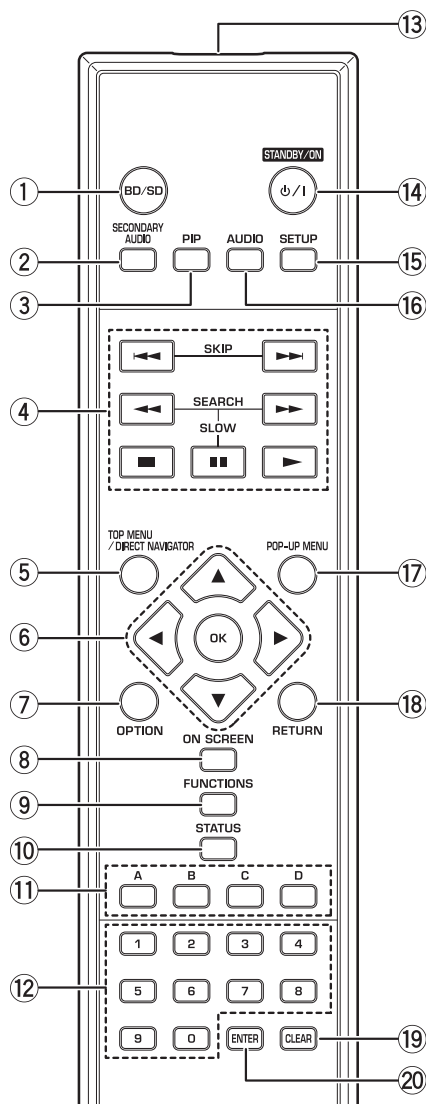 13
STANDBY/ON
1
BD/SD
⏻/I
14
SECONDARY
AUDIO
PIP
AUDIO
SETUP
2
15
3
16
SKIP
4
SEARCH
SLOW
TOP MENU
/DIRECT NAVIGATOR
POP-UP MENU
5
17
6
OK
7
18
OPTION
RETURN
ON SCREEN
8
FUNCTIONS
9
STATUS
10
A B C D
11
1 2 3 4
12
5 6 7 8
9 0 ENTER CLEAR
19
20